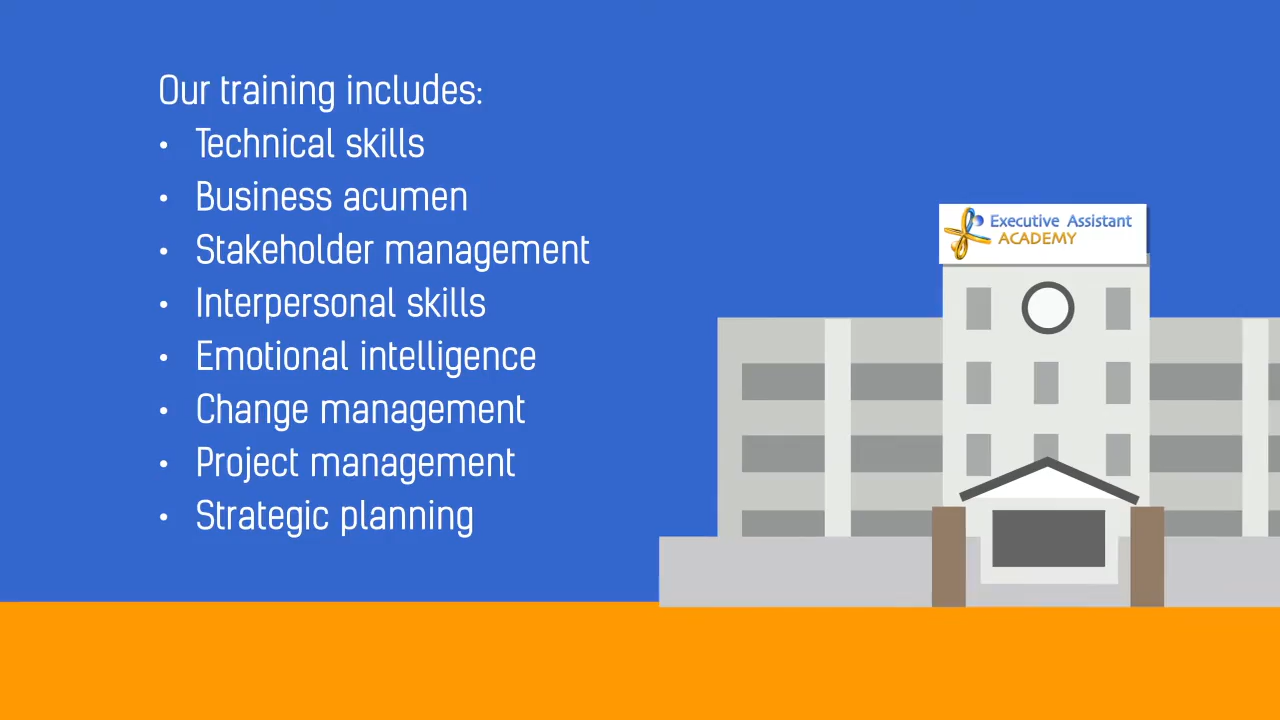 Our training includes:
• Technical skills
• Business acumen
• Stakeholder management
• Interpersonal skills
• Emotional intelligence
• Change management
• Project management
• Strategic planning
Executive Assistant
ACADEMY